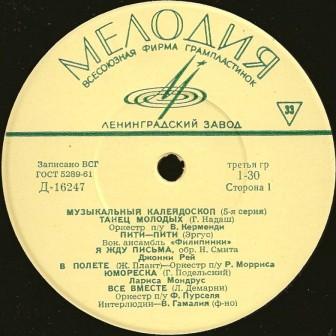 МЕЛОДИЯ
ВСЕСОЮЗНАЯ ФИРМА ГРАМПЛАСТИНОК
33
ЛЕНИНГРАДСКИЙ ЗАВОД
Записано ВСГ
ГОСТ 5289-61
Д-16247
третья гр
1-30
Сторона 1
МУЗЫКАЛЬНЫЙ КАЛЕЙДОСКОП (5-я серия)
ТАНЕЦ МОЛОДЫХ (Г. Надаш)
Оркестр п/у В. Керменди
ПИТИ—ПИТИ (Эргус)
Вок. ансамбль «Филипинки»
Я ЖДУ ПИСЬМА, обр. Н. Смита
Джонни Рей
В ПОЛЕТЕ (Ж. Плант)—Оркестр п/у Р. Морриса
ЮМОРЕСКА (Г. Подельский)
Лариса Мондрус
ВСЕ ВМЕСТЕ (Л. Демарни)
Оркестр п/у Ф. Пурселя
Интерлюдии—В. Гамалия (ф-но)